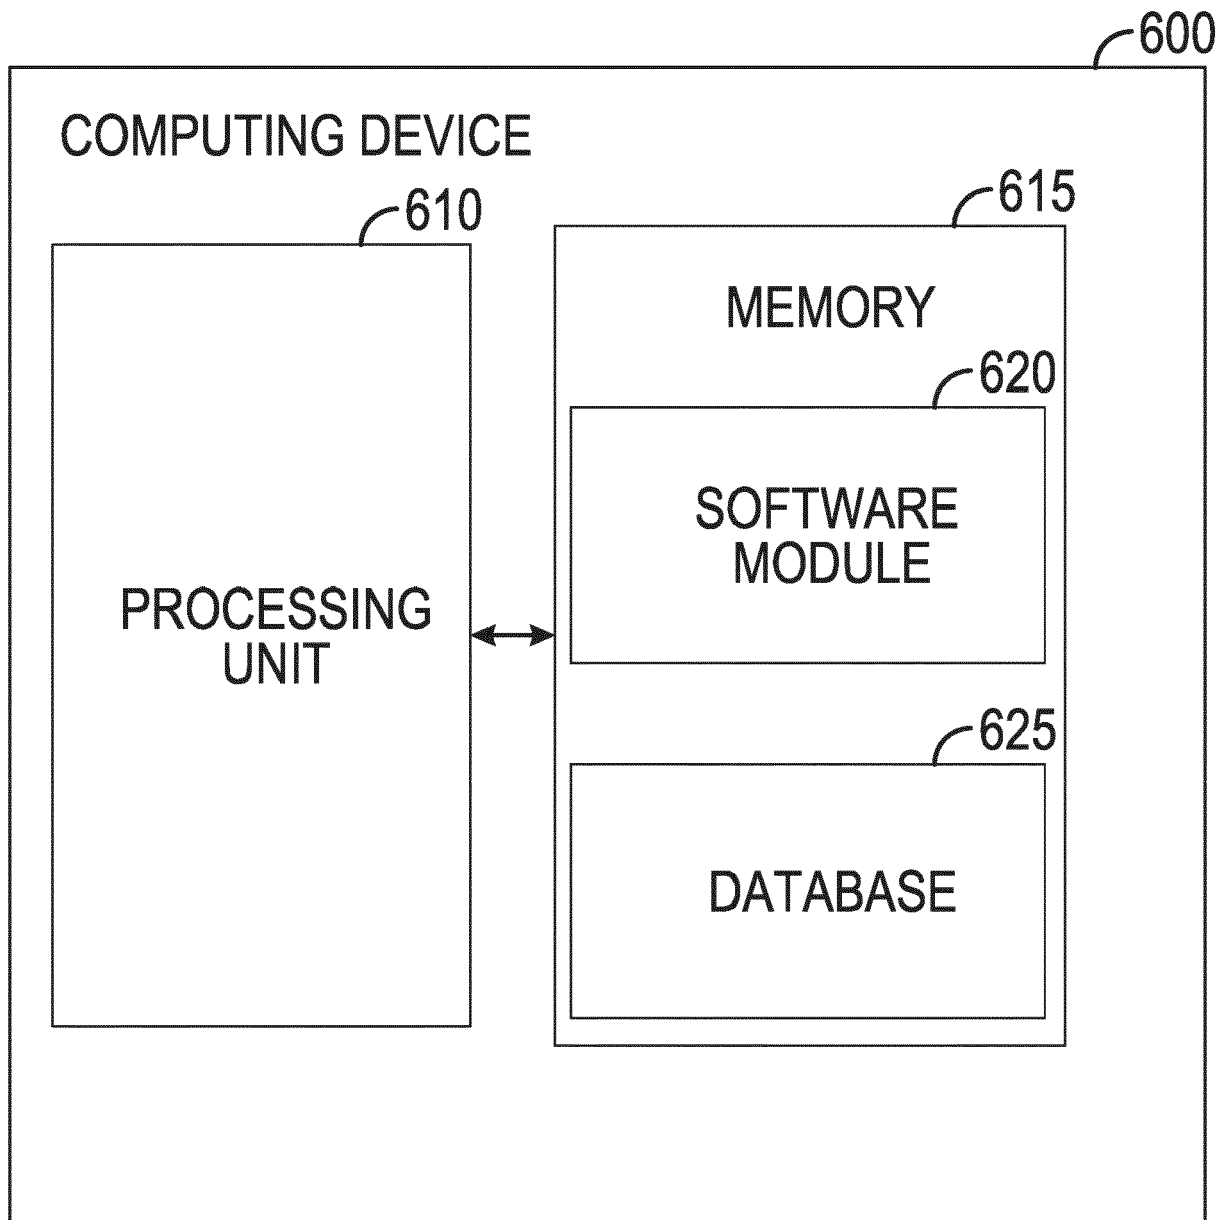 600
COMPUTING DEVICE
610
615
MEMORY
620
SOFTWARE
MODULE
PROCESSING
UNIT
625
DATABASE